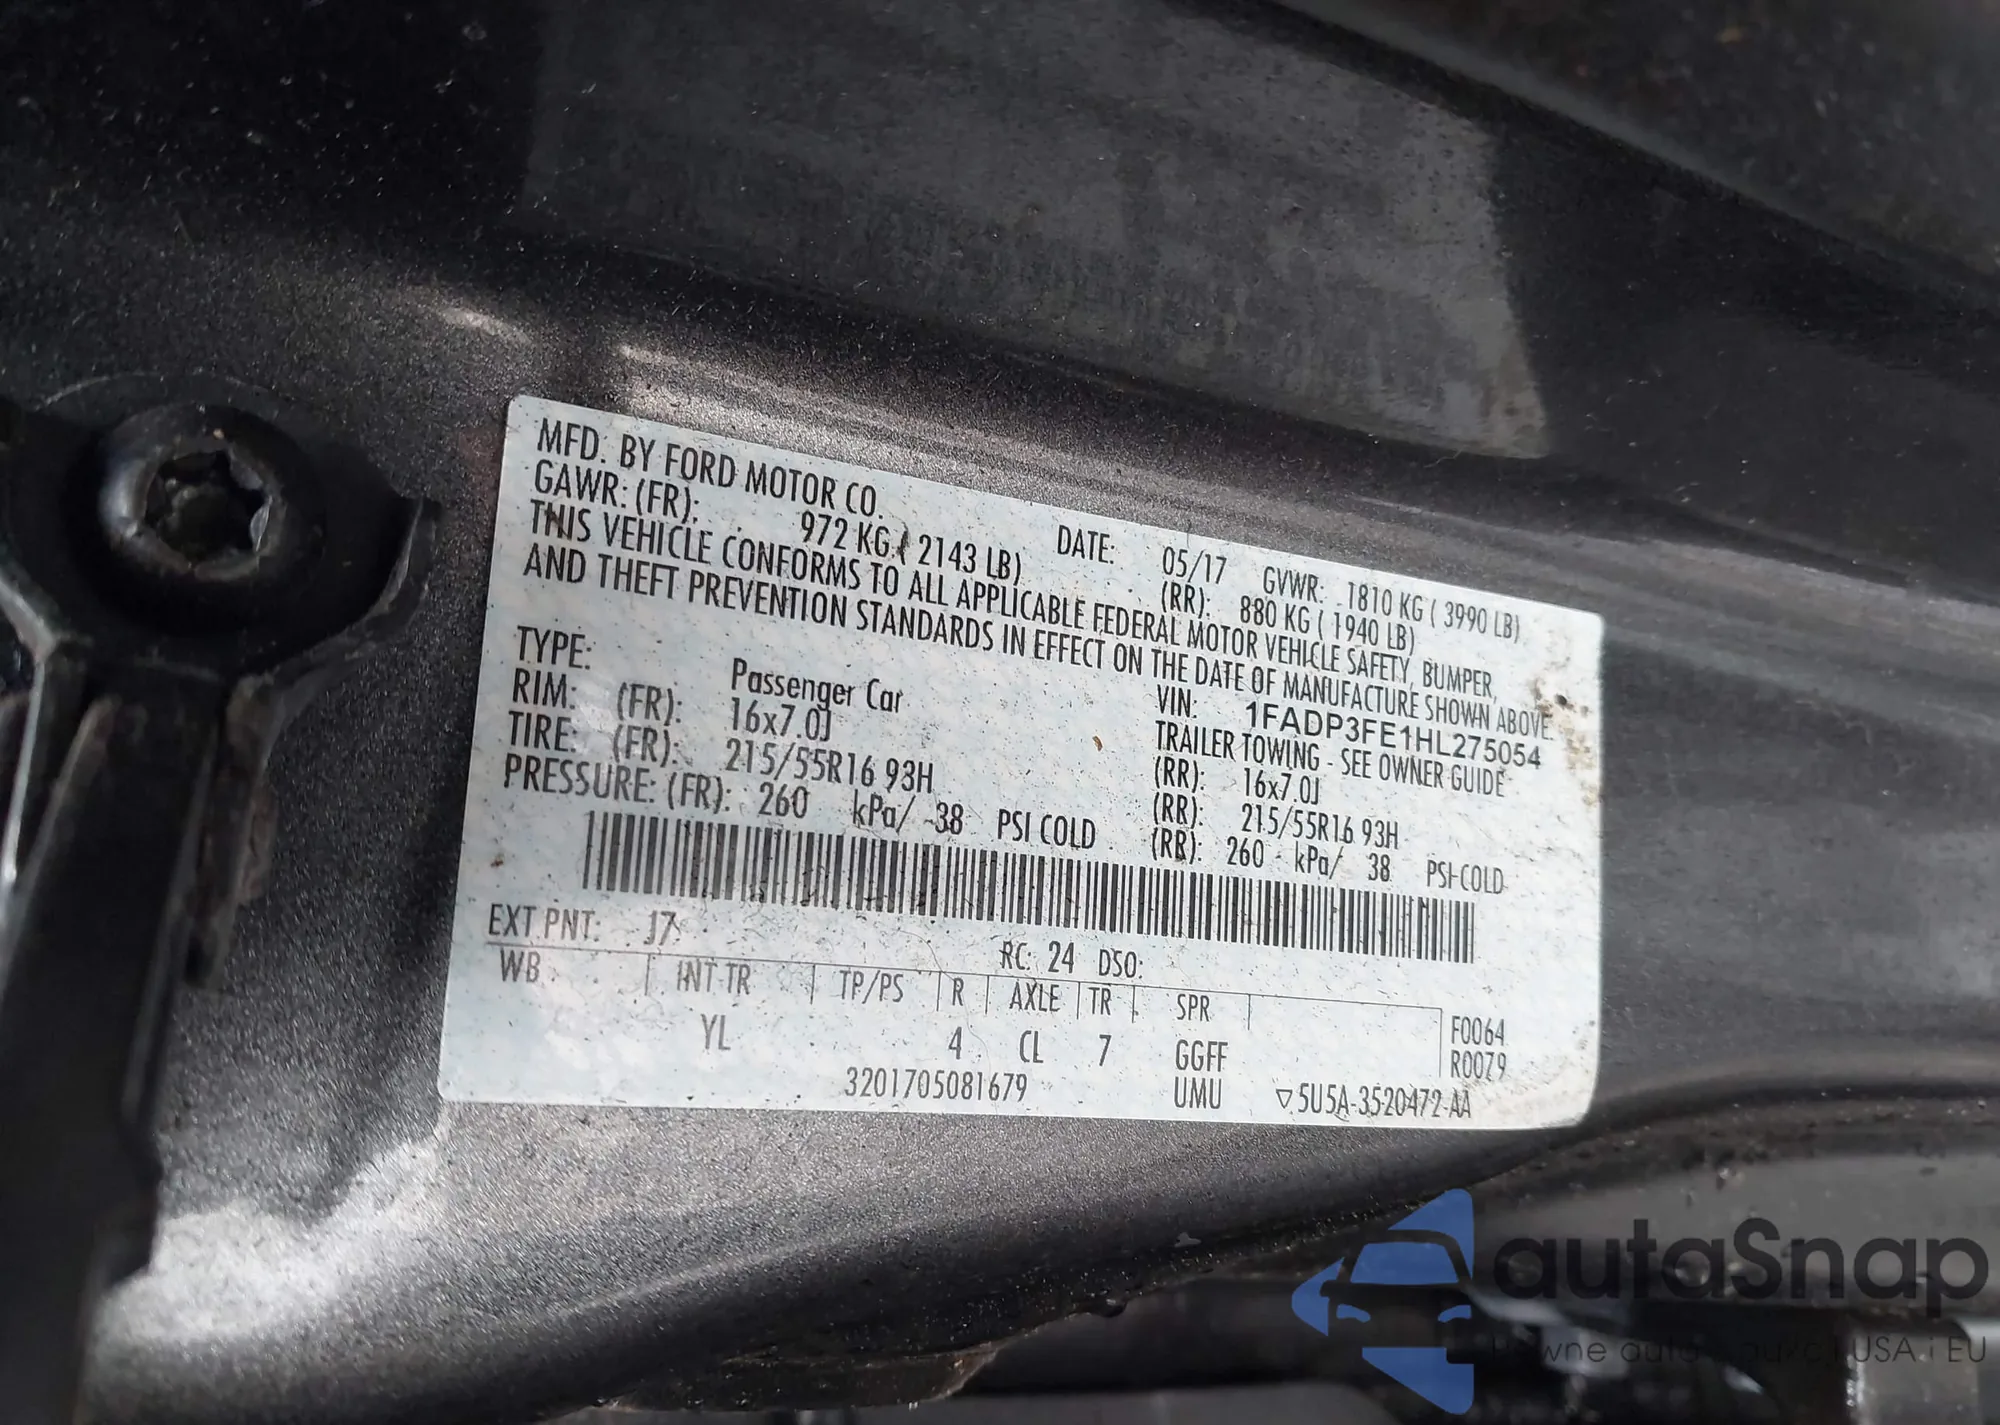 MFD. BY FORD MOTOR CO. DATE: 05/17 GVWR: 1810 KG ( 3990 LB)
GAWR: (FR): 972 KG ( 2143 LB) (RR): 880 KG ( 1940 LB)
THIS VEHICLE CONFORMS TO ALL APPLICABLE FEDERAL MOTOR VEHICLE SAFETY, BUMPER,
AND THEFT PREVENTION STANDARDS IN EFFECT ON THE DATE OF MANUFACTURE SHOWN ABOVE.
VIN: 1FADP3FE1HL275054
TYPE: Passenger Car TRAILER TOWING - SEE OWNER GUIDE
RIM: (FR): 16x7.0J (RR): 16x7.0J
TIRE: (FR): 215/55R16 93H (RR): 215/55R16 93H
PRESSURE: (FR): 260 kPa/ 38 PSI COLD (RR): 260 kPa/ 38 PSI COLD
EXT PNT: J7 RC: 24 DSO:
WB INT TR TP/PS R AXLE TR SPR F0064
YL 4 CL 7 GGFF R0079
3201705081679 UMU ▽5U5A-3520472-AA
autaSnap
USA i EU